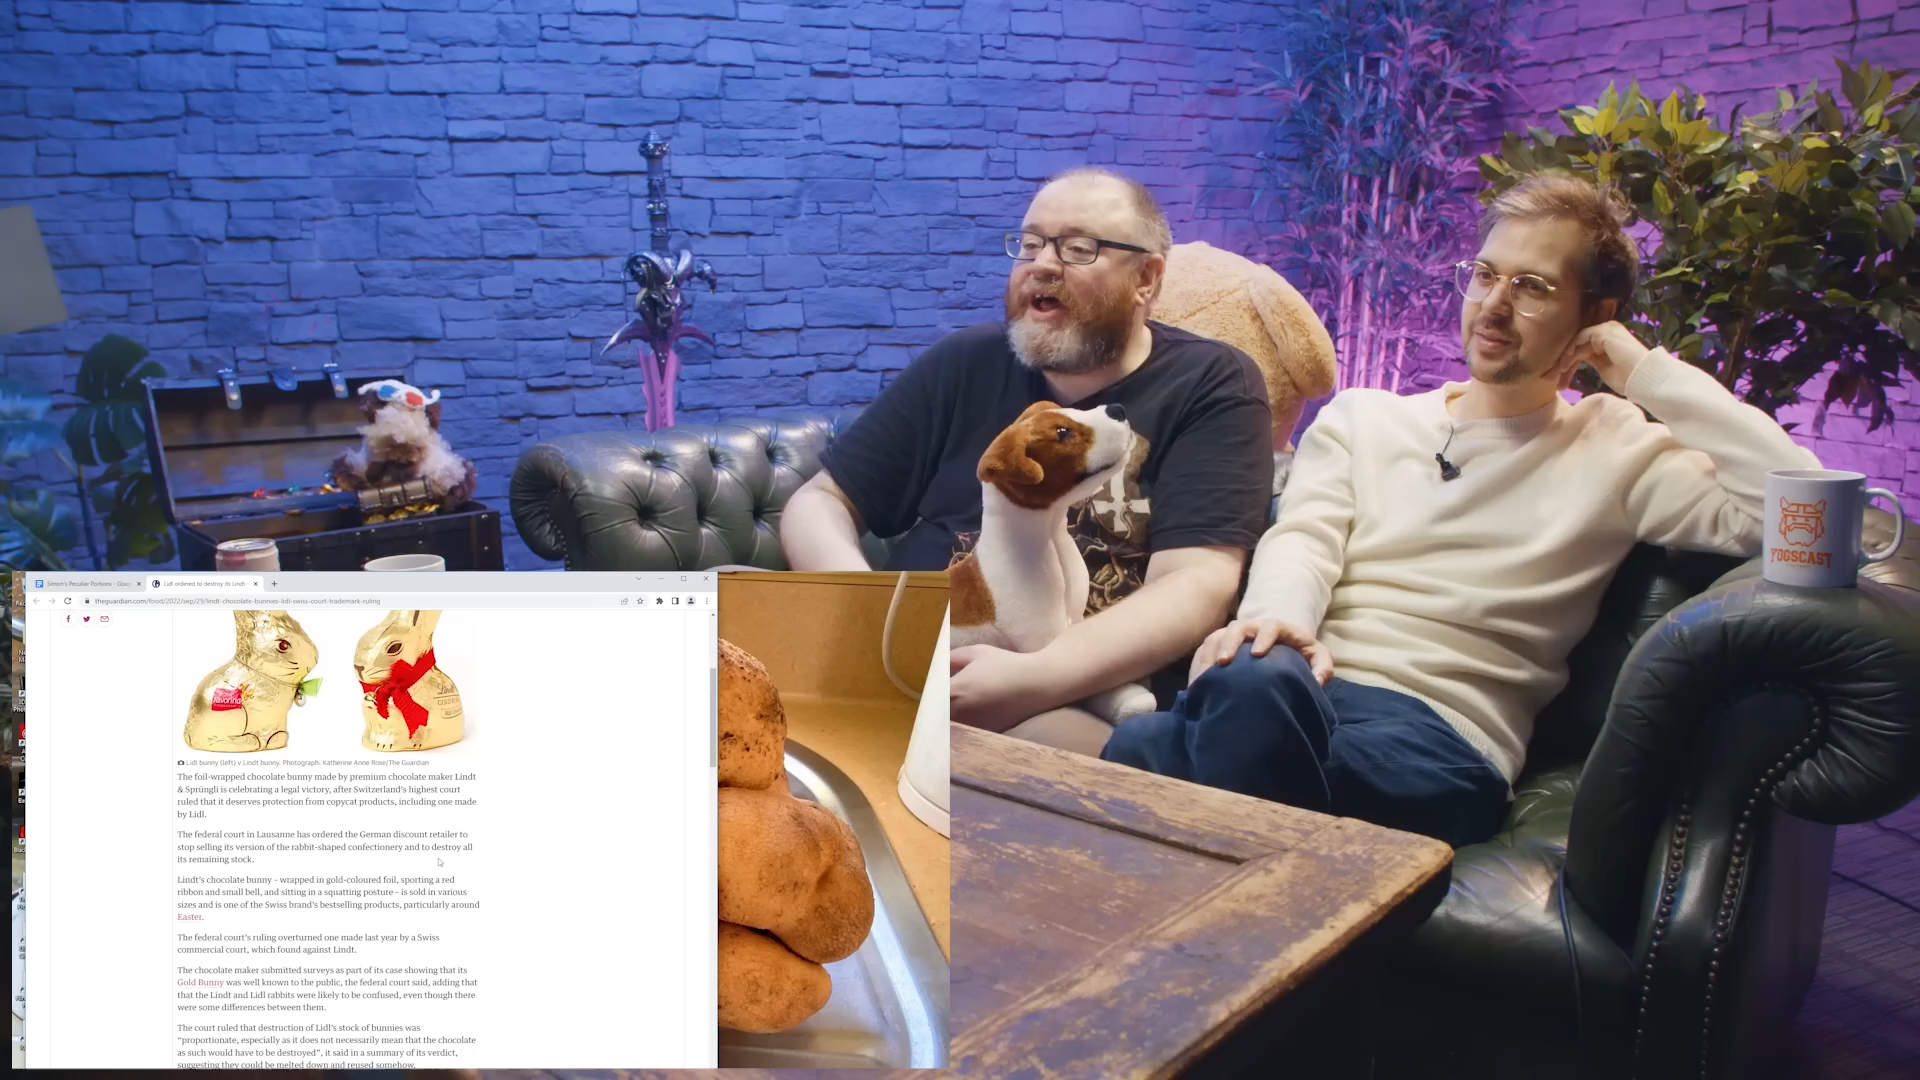 Simon's Peculiar Portions - Goo
Lidl ordered to destroy its Lindt
theguardian.com/food/2022/sep/29/lindt-chocolate-bunnies-lidl-swiss-court-trademark-ruling
Favorina
Lindt
GOLD
Lidl bunny (left) v Lindt bunny. Photograph: Katherine Anne Rose/The Guardian
The foil-wrapped chocolate bunny made by premium chocolate maker Lindt
& Sprüngli is celebrating a legal victory, after Switzerland's highest court
ruled that it deserves protection from copycat products, including one made
by Lidl.
The federal court in Lausanne has ordered the German discount retailer to
stop selling its version of the rabbit-shaped confectionery and to destroy all
its remaining stock.
Lindt's chocolate bunny – wrapped in gold-coloured foil, sporting a red
ribbon and small bell, and sitting in a squatting posture – is sold in various
sizes and is one of the Swiss brand's bestselling products, particularly around
Easter.
The federal court's ruling overturned one made last year by a Swiss
commercial court, which found against Lindt.
The chocolate maker submitted surveys as part of its case showing that its
Gold Bunny was well known to the public, the federal court said, adding that
that the Lindt and Lidl rabbits were likely to be confused, even though there
were some differences between them.
The court ruled that destruction of Lidl's stock of bunnies was
"proportionate, especially as it does not necessarily mean that the chocolate
as such would have to be destroyed", it said in a summary of its verdict,
suggesting they could be melted down and reused somehow.
YOGSCAST